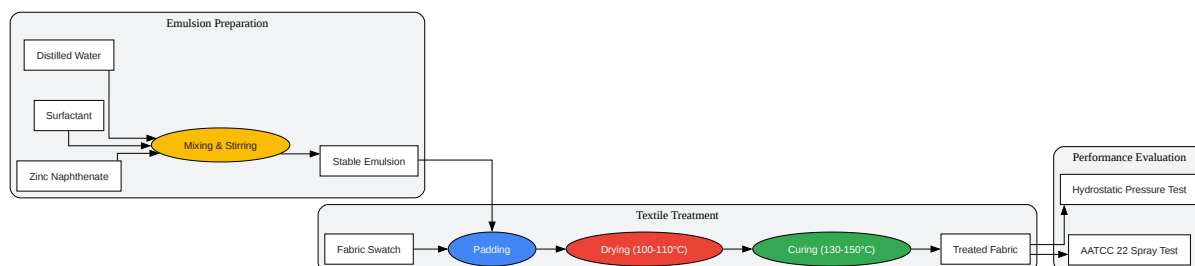 Emulsion Preparation
Distilled Water
Surfactant
Mixing & Stirring
Zinc Naphthenate
Stable Emulsion
Textile Treatment
Fabric Swatch
Padding
Drying (100-110°C)
Curing (130-150°C)
Treated Fabric
Performance Evaluation
Hydrostatic Pressure Test
AATCC 22 Spray Test